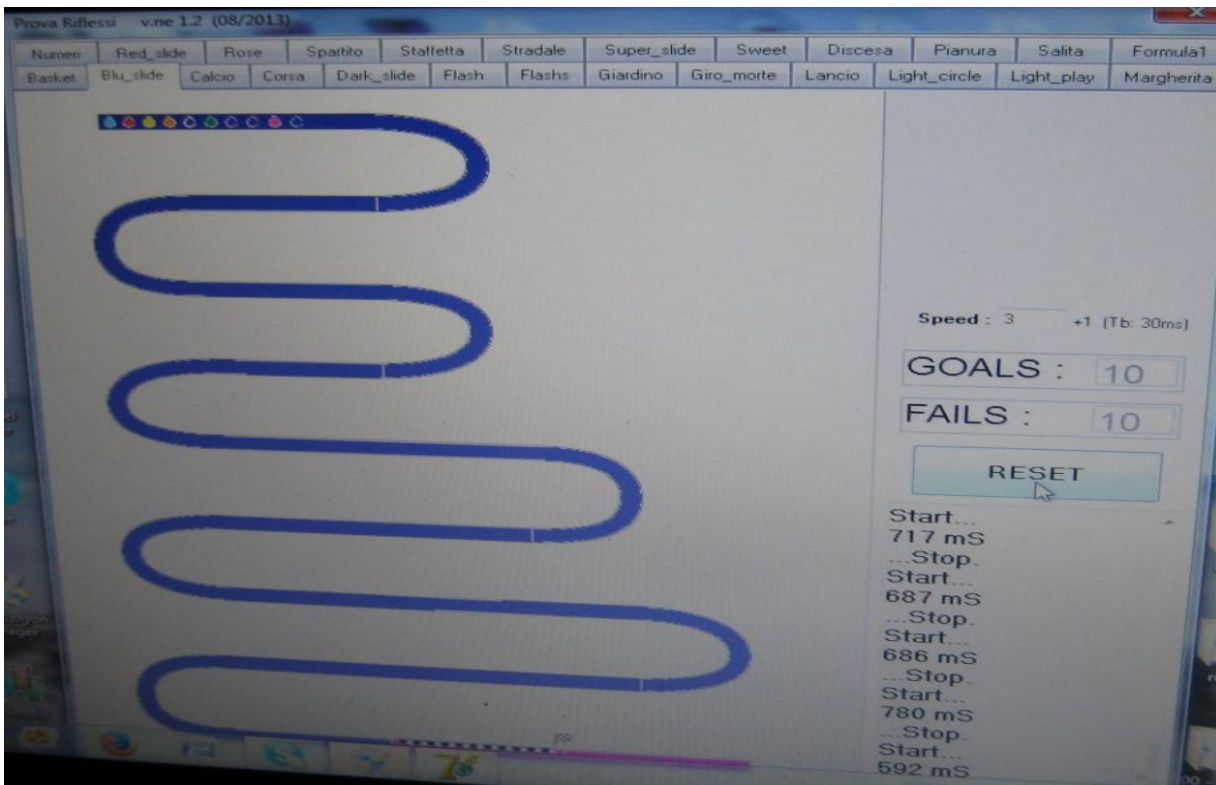 Prova Riflessi v.ne 1.2 (08/2013)
Numeri Red_slide Rose Spartito Staffetta Stradale Super_slide Sweet Discesa Pianura Salita Formula1
Basket Blu_slide Calcio Corsa Dark_slide Flash Flashs Giardino Giro_morte Lancio Light_circle Light_play Margherita
Speed : 3 +1 (Tb: 30ms)
GOALS : 10
FAILS : 10
RESET
Start...
717 mS
...Stop.
Start...
687 mS
...Stop.
Start...
686 mS
...Stop.
Start...
780 mS
...Stop.
Start...
592 mS